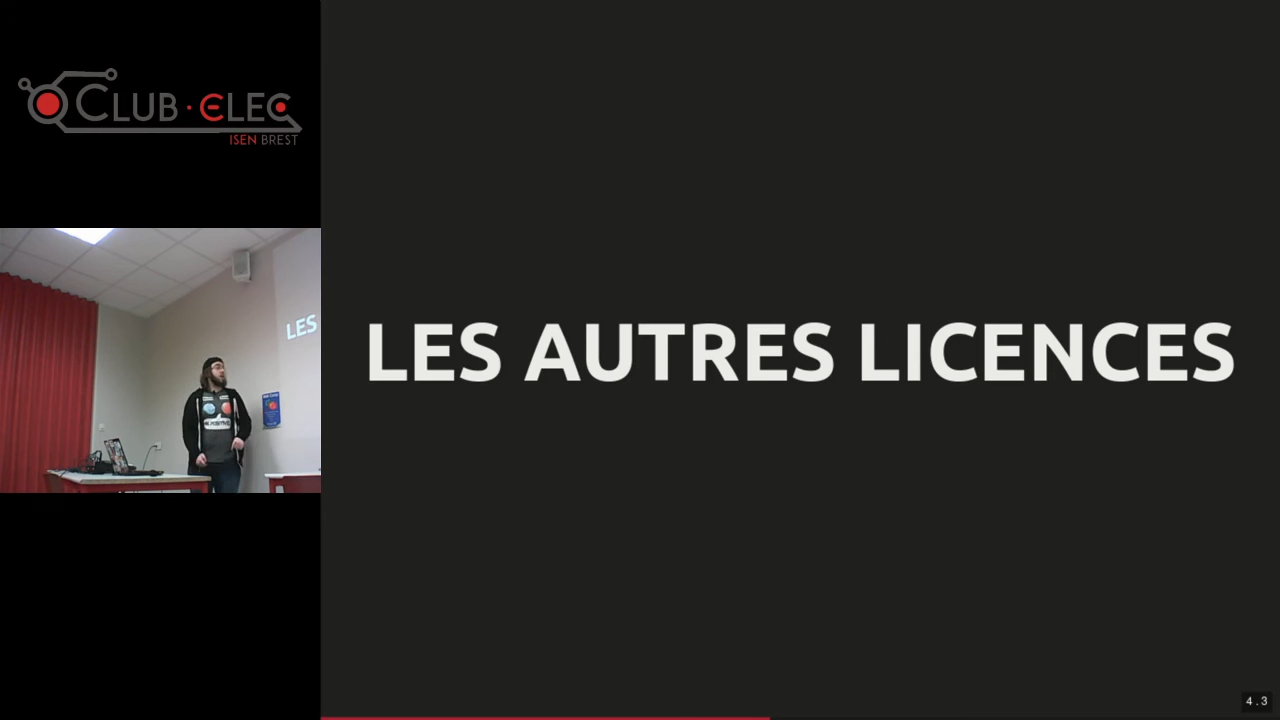 CLUB · ELEC
ISEN BREST
LES
LES AUTRES LICENCES
4.3